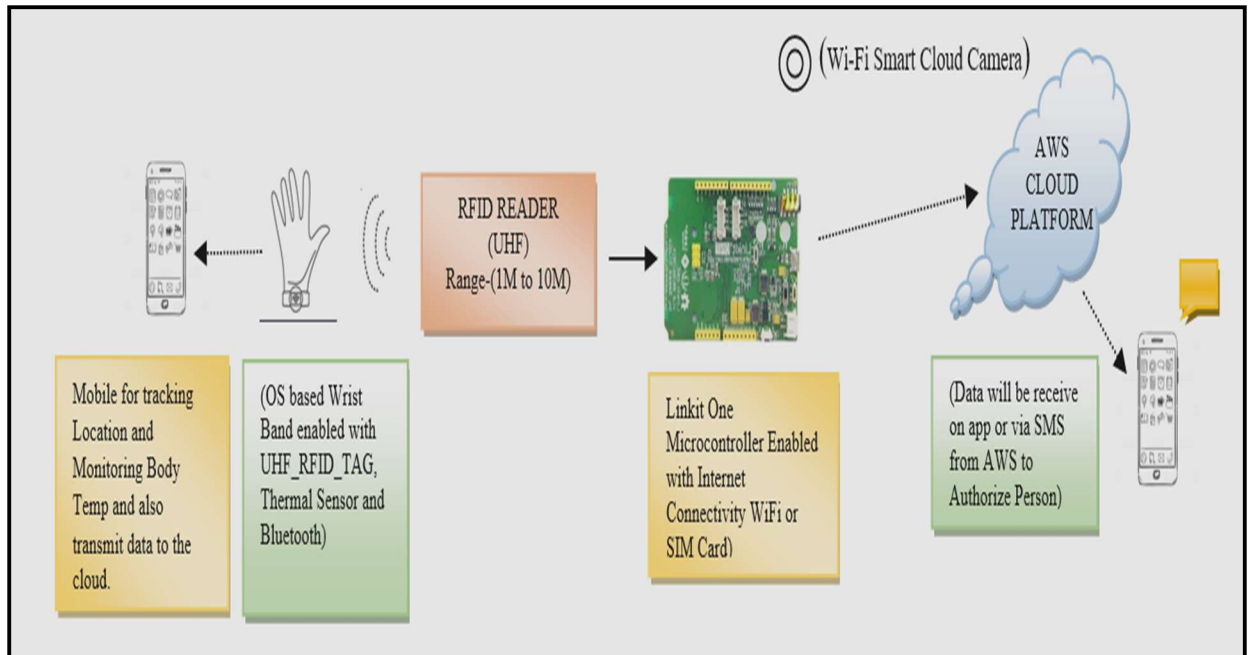 (Wi-Fi Smart Cloud Camera)
AWS
CLOUD
PLATFORM
RFID READER
(UHF)
Range-(1M to 10M)
Mobile for tracking
Location and
Monitoring Body
Temp and also
transmit data to the
cloud.
(OS based Wrist
Band enabled with
UHF_RFID_TAG,
Thermal Sensor and
Bluetooth)
Linkit One
Microcontroller Enabled
with Internet
Connectivity WiFi or
SIM Card)
(Data will be receive
on app or via SMS
from AWS to
Authorize Person)